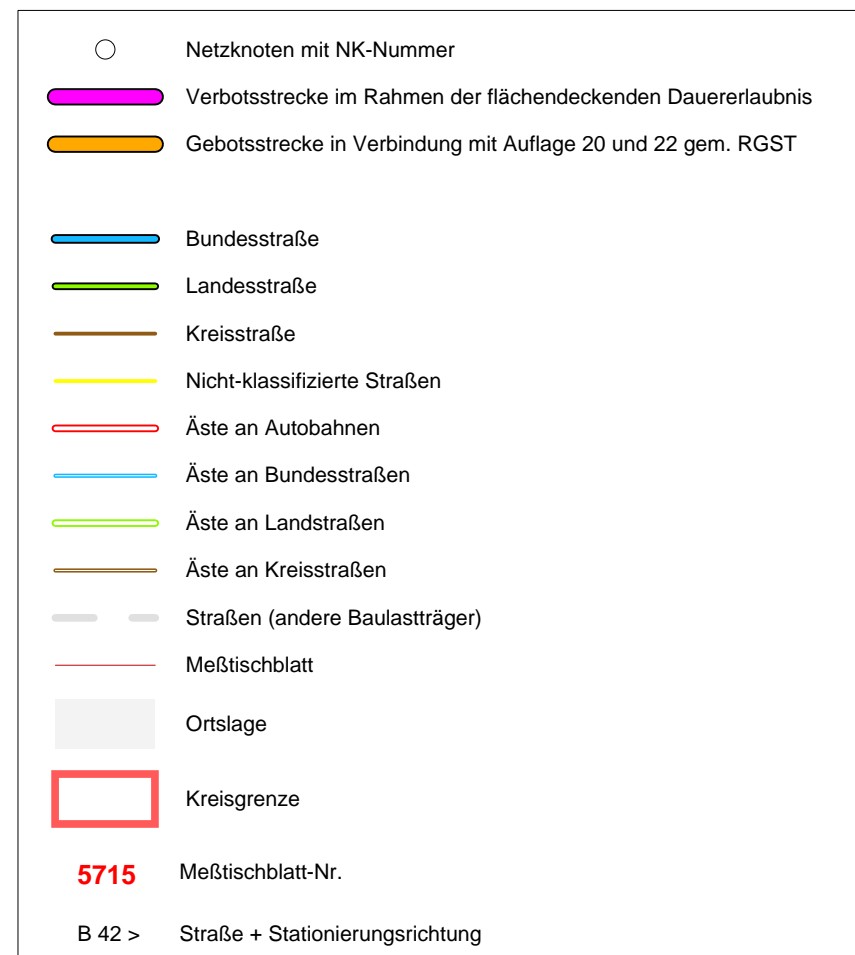 Netzknoten mit NK-Nummer
Verbotsstrecke im Rahmen der flächendeckenden Dauererlaubnis
Gebotsstrecke in Verbindung mit Auflage 20 und 22 gem. RGST
Bundesstraße
Landesstraße
Kreisstraße
Nicht-klassifizierte Straßen
Äste an Autobahnen
Äste an Bundesstraßen
Äste an Landstraßen
Äste an Kreisstraßen
Straßen (andere Baulastträger)
Meßtischblatt
Ortslage
Kreisgrenze
5715 Meßtischblatt-Nr.
B 42 > Straße + Stationierungsrichtung